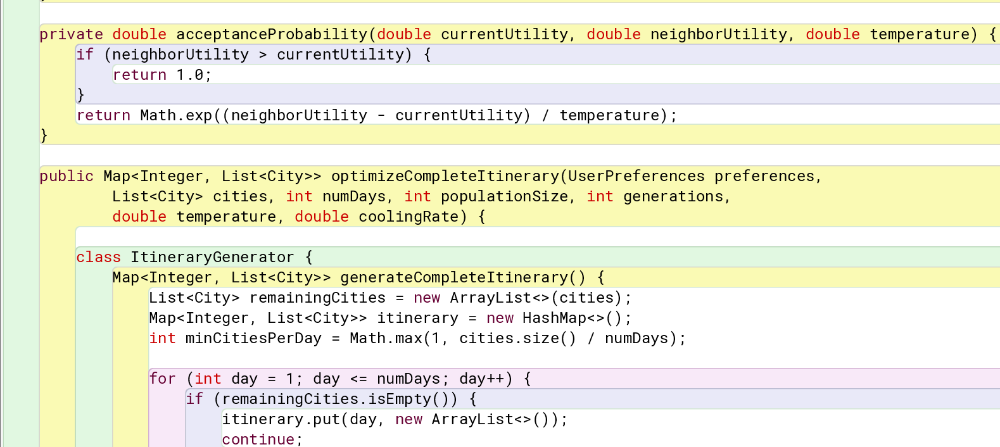 }
private double acceptanceProbability(double currentUtility, double neighborUtility, double temperature) {
if (neighborUtility > currentUtility) {
return 1.0;
}
return Math.exp((neighborUtility - currentUtility) / temperature);
}
public Map<Integer, List<City>> optimizeCompleteItinerary(UserPreferences preferences,
List<City> cities, int numDays, int populationSize, int generations,
double temperature, double coolingRate) {
class ItineraryGenerator {
Map<Integer, List<City>> generateCompleteItinerary() {
List<City> remainingCities = new ArrayList<>(cities);
Map<Integer, List<City>> itinerary = new HashMap<>();
int minCitiesPerDay = Math.max(1, cities.size() / numDays);
for (int day = 1; day <= numDays; day++) {
if (remainingCities.isEmpty()) {
itinerary.put(day, new ArrayList<>());
continue;